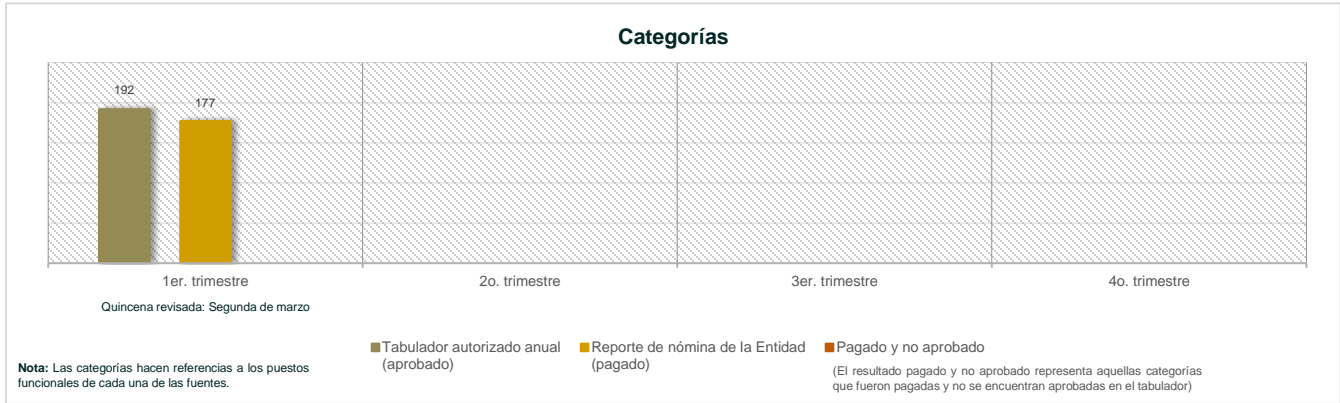 Categorías
192
177
1er. trimestre
2o. trimestre
3er. trimestre
4o. trimestre
Quincena revisada: Segunda de marzo
Tabulador autorizado anual
(aprobado)
Reporte de nómina de la Entidad
(pagado)
Pagado y no aprobado
(El resultado pagado y no aprobado representa aquellas categorías
que fueron pagadas y no se encuentran aprobadas en el tabulador)
Nota: Las categorías hacen referencias a los puestos
funcionales de cada una de las fuentes.